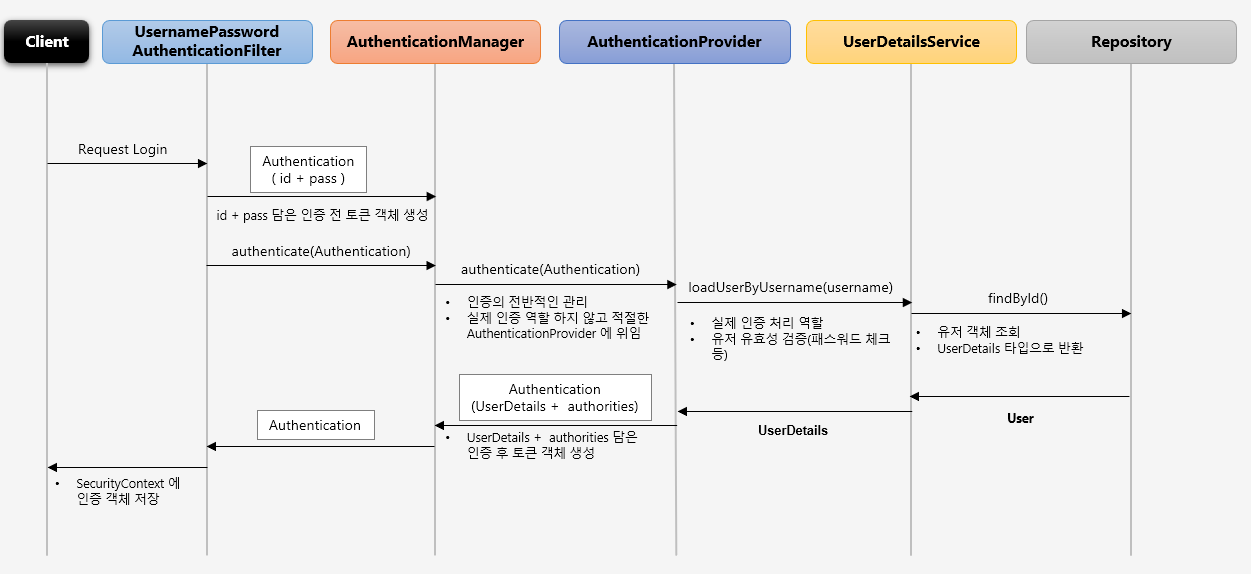 Client
UsernamePassword
AuthenticationFilter
AuthenticationManager
AuthenticationProvider
UserDetailsService
Repository
Request Login
Authentication
( id + pass )
id + pass 담은 인증 전 토큰 객체 생성
authenticate(Authentication)
authenticate(Authentication)
• 인증의 전반적인 관리
• 실제 인증 역할 하지 않고 적절한
AuthenticationProvider 에 위임
loadUserByUsername(username)
• 실제 인증 처리 역할
• 유저 유효성 검증(패스워드 체크
등)
findById()
• 유저 객체 조회
• UserDetails 타입으로 반환
User
UserDetails
Authentication
(UserDetails + authorities)
• UserDetails + authorities 담은
인증 후 토큰 객체 생성
Authentication
• SecurityContext 에
인증 객체 저장